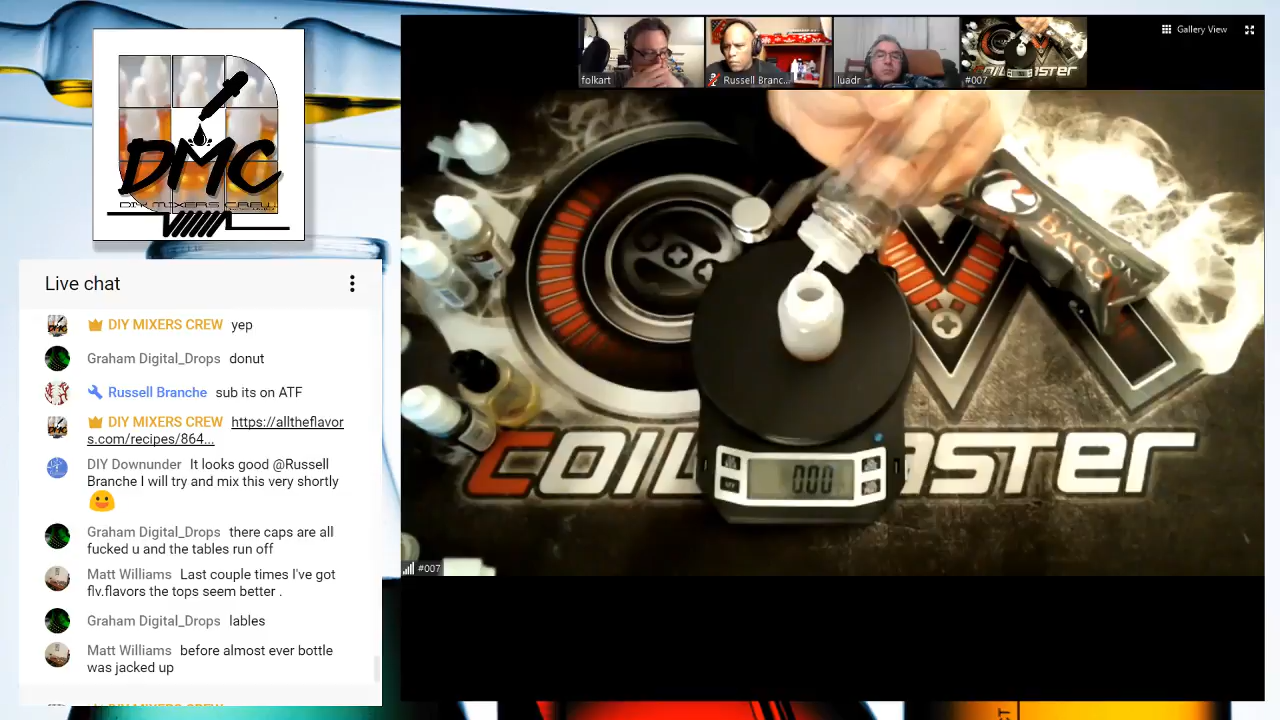 DMC
DIY MIXERS CREW
Live chat
DIY MIXERS CREW yep
Graham Digital_Drops donut
Russell Branche sub its on ATF
DIY MIXERS CREW https://alltheflavor
s.com/recipes/864...
DIY Downunder It looks good @Russell
Branche I will try and mix this very shortly
Graham Digital_Drops there caps are all
fucked u and the tables run off
Matt Williams Last couple times I've got
flv.flavors the tops seem better .
Graham Digital_Drops lables
Matt Williams before almost ever bottle
was jacked up
folkart
Russell Branc...
luadr
#007
Gallery View
BACON
000
#007